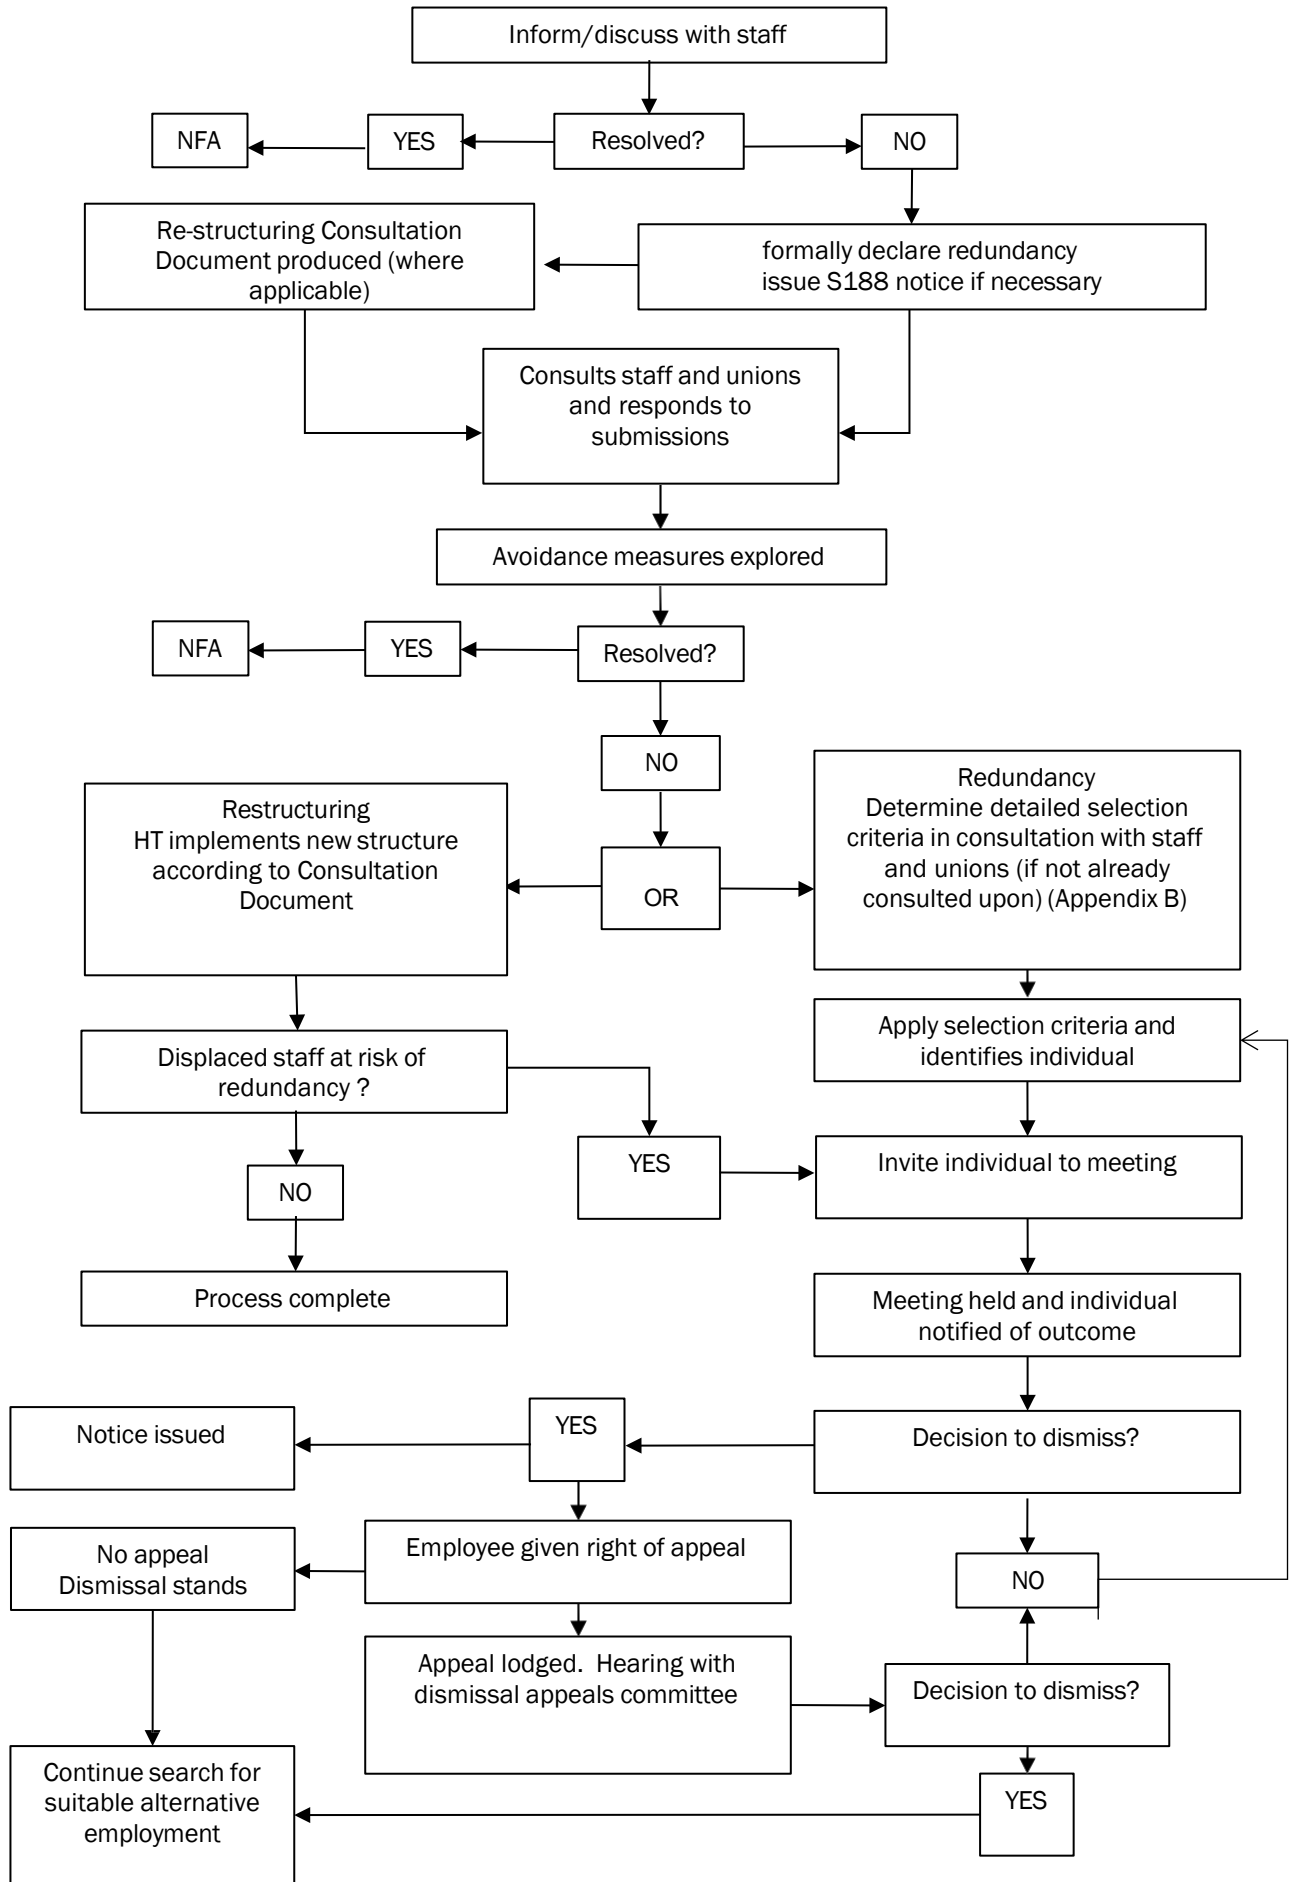 Inform/discuss with staff
NFA
YES
Resolved?
NO
Re-structuring Consultation
Document produced (where
applicable)
formally declare redundancy
issue S188 notice if necessary
Consults staff and unions
and responds to
submissions
Avoidance measures explored
NFA
YES
Resolved?
NO
Restructuring
HT implements new structure
according to Consultation
Document
OR
Redundancy
Determine detailed selection
criteria in consultation with staff
and unions (if not already
consulted upon) (Appendix B)
Apply selection criteria and
identifies individual
Displaced staff at risk of
redundancy ?
YES
Invite individual to meeting
NO
Process complete
Meeting held and individual
notified of outcome
Notice issued
YES
Decision to dismiss?
No appeal
Dismissal stands
Employee given right of appeal
NO
Appeal lodged.  Hearing with
dismissal appeals committee
Decision to dismiss?
Continue search for
suitable alternative
employment
YES